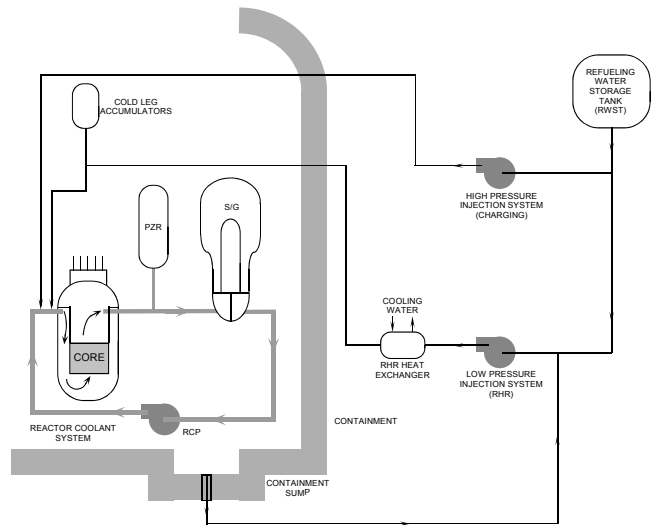 REFUELING
WATER
STORAGE
TANK
(RWST)
COLD LEG
ACCUMULATORS
HIGH PRESSURE
INJECTION SYSTEM
(CHARGING)
PZR
S/G
COOLING
WATER
CORE
RHR HEAT
EXCHANGER
LOW PRESSURE
INJECTION SYSTEM
(RHR)
REACTOR COOLANT
SYSTEM
RCP
CONTAINMENT
CONTAINMENT
SUMP